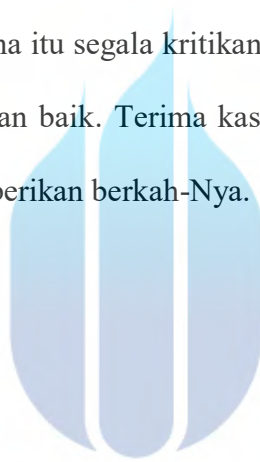 na itu segala kritikan
an baik. Terima kas
berikan berkah-Nya.